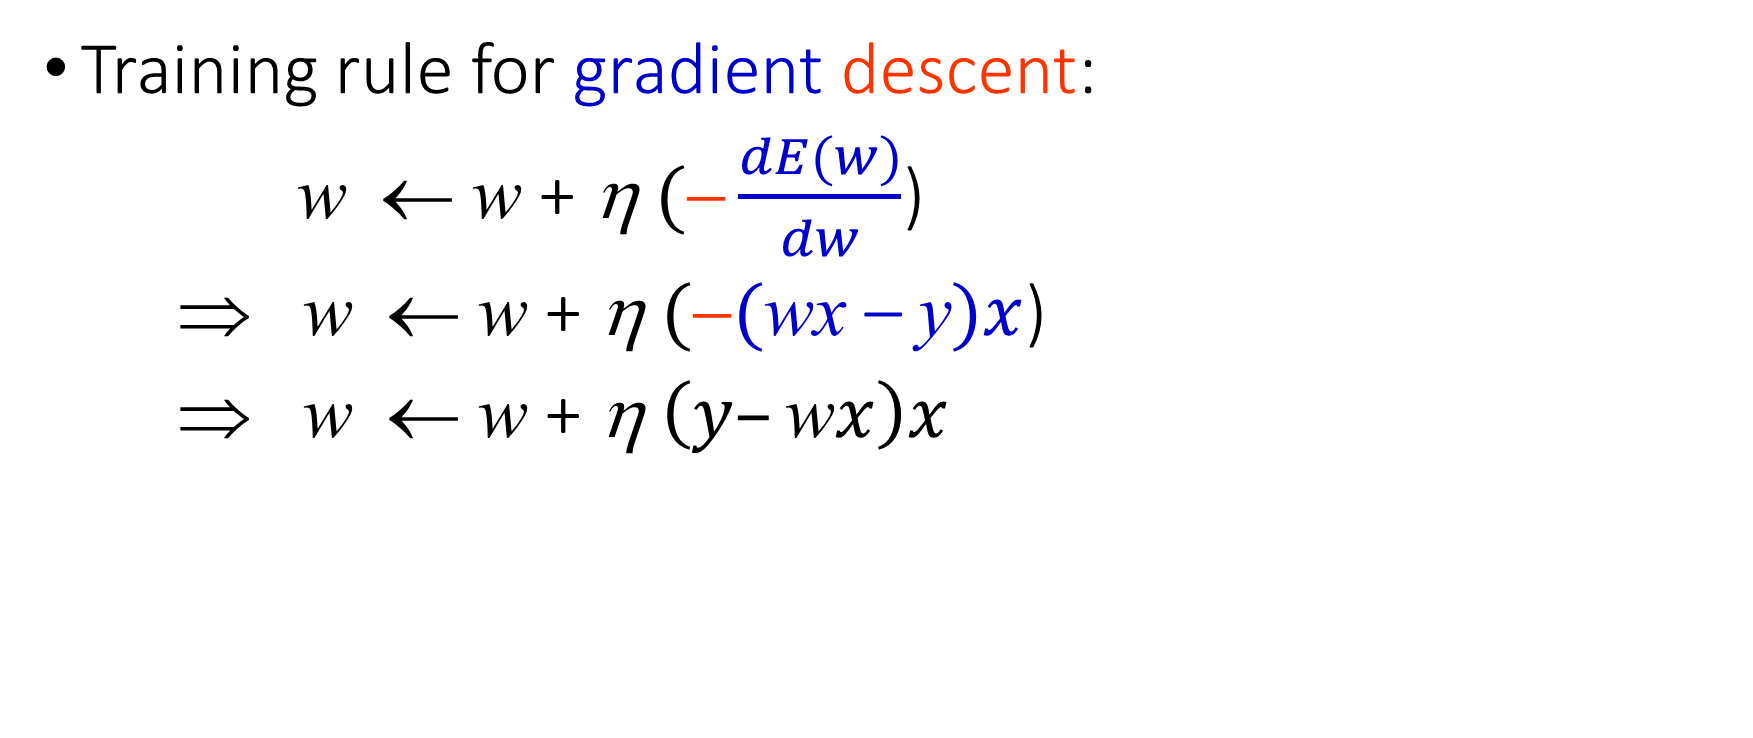 • Training rule for gradient descent:
w ← w + η (− dE(w)/dw)
⇒ w ← w + η (−(wx − y)x)
⇒ w ← w + η (y– wx)x